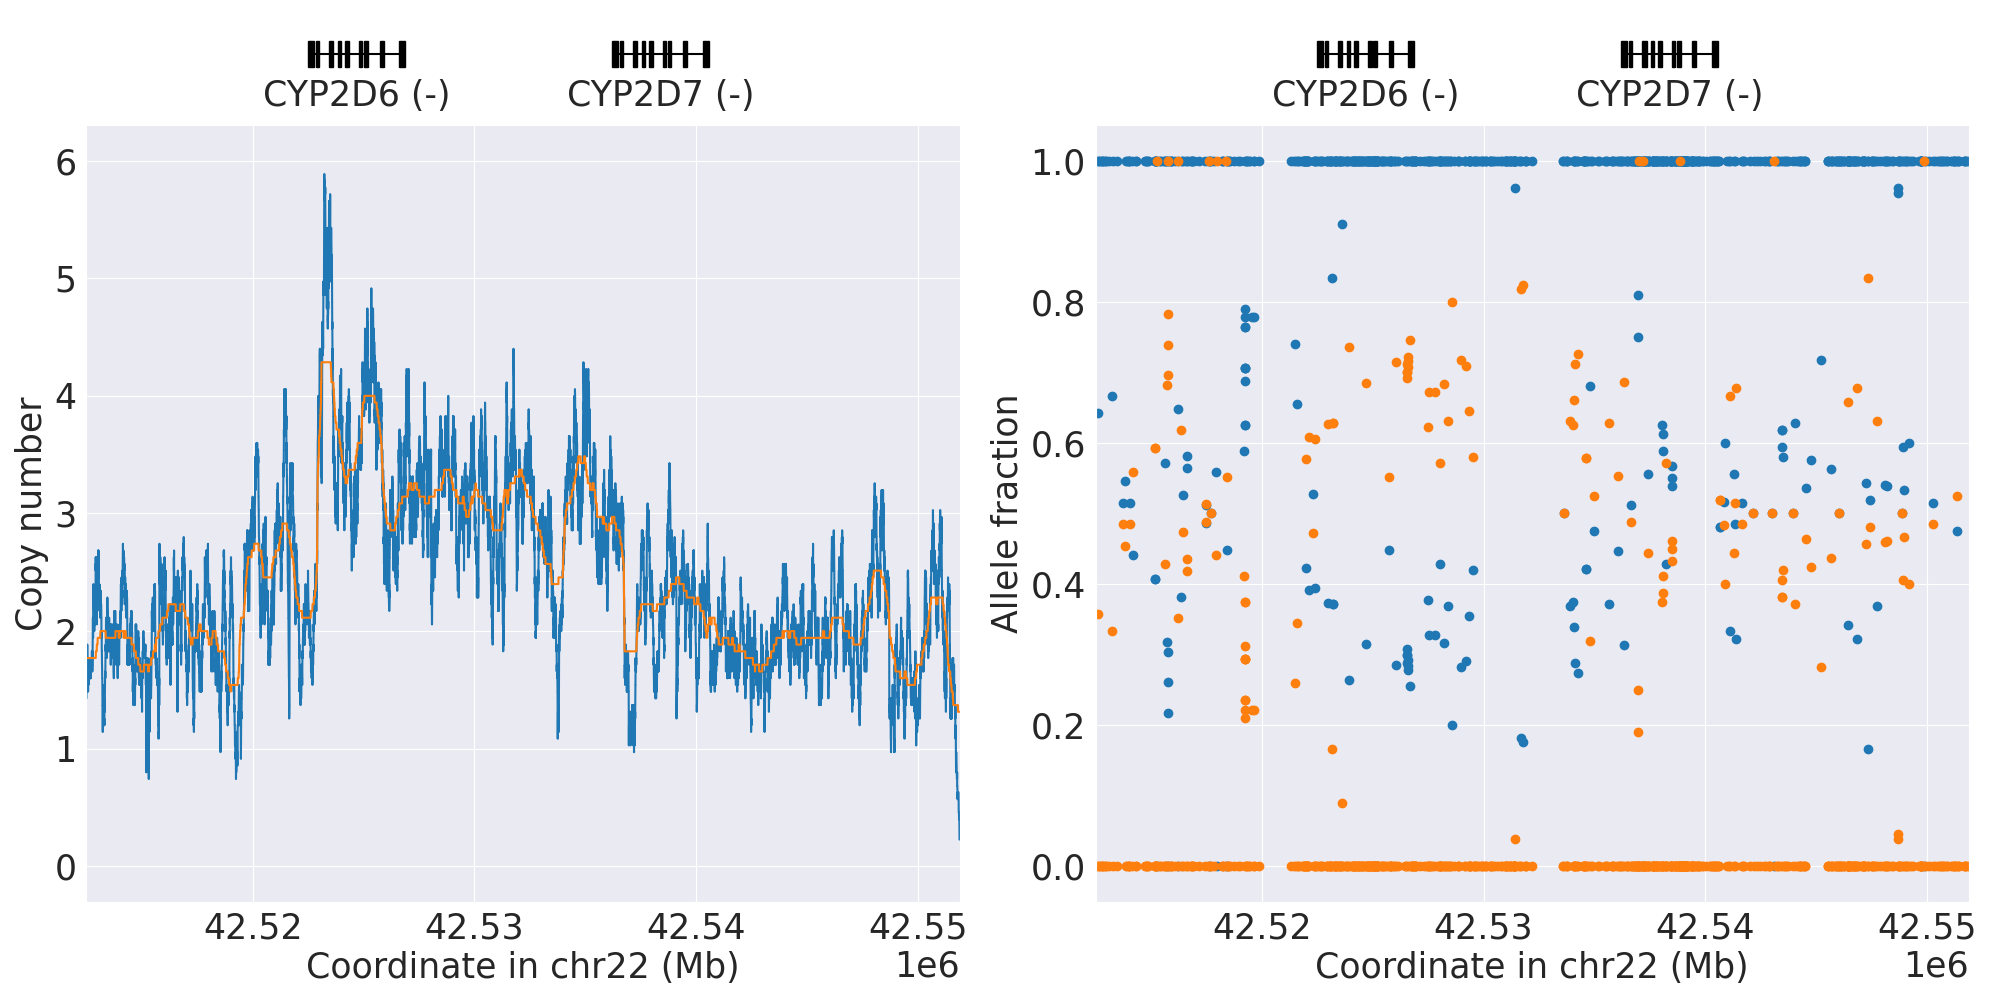 CYP2D6 (-) CYP2D7 (-)
6
5
4
3
2
1
0
Copy number
42.52 42.53 42.54 42.55
Coordinate in chr22 (Mb)
1e6
CYP2D6 (-) CYP2D7 (-)
1.0
0.8
0.6
0.4
0.2
0.0
Allele fraction
42.52 42.53 42.54 42.55
Coordinate in chr22 (Mb)
1e6